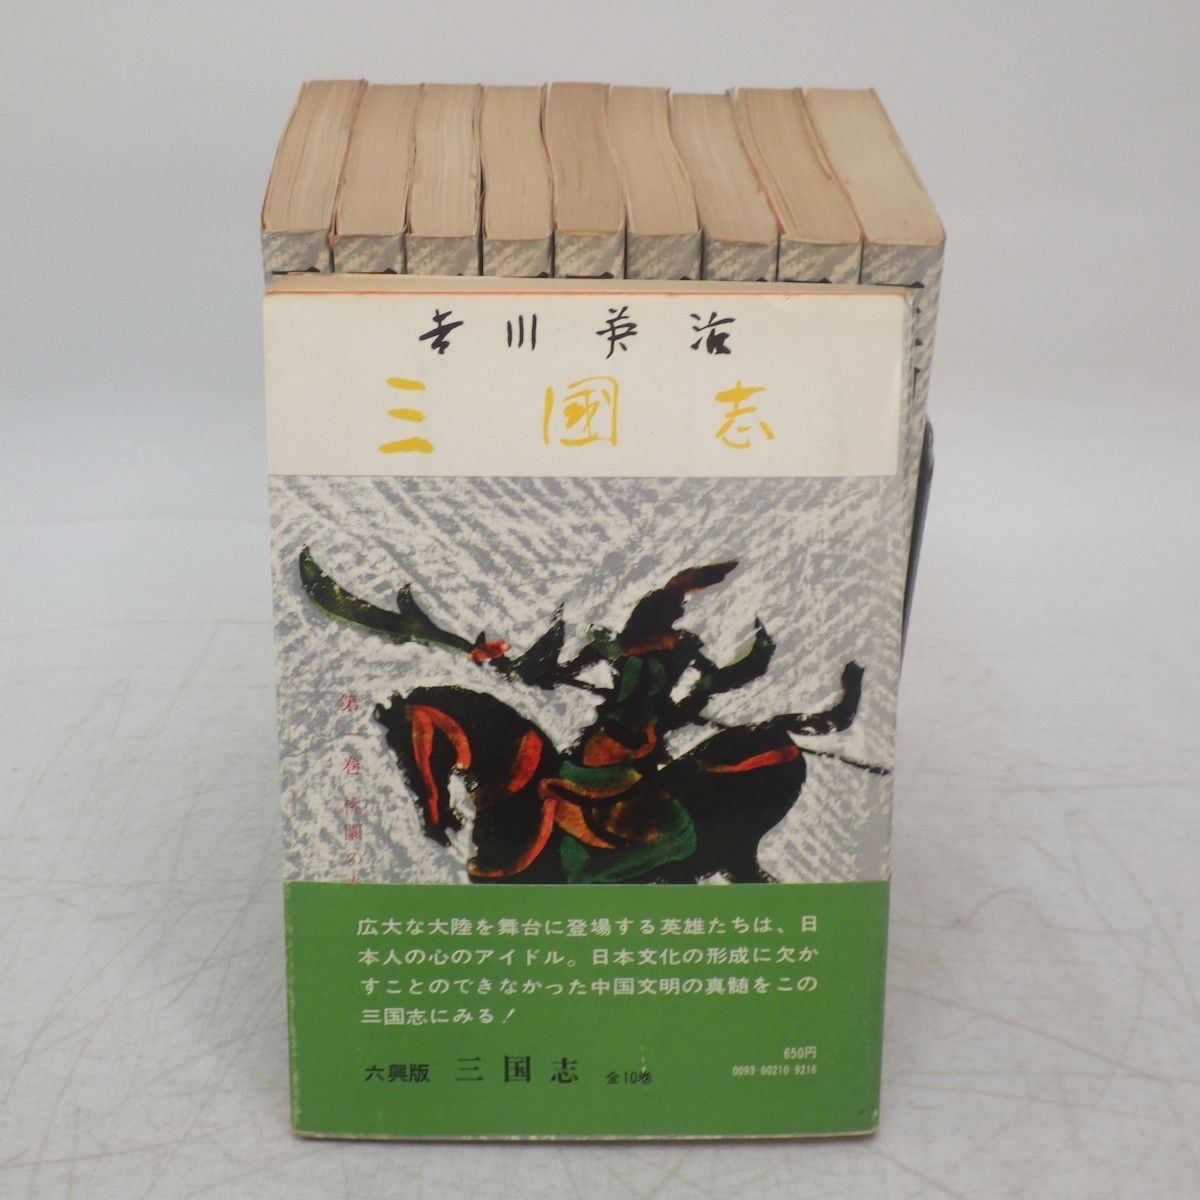 吉川英治
三國志
第一巻 桃園の
広大な大陸を舞台に登場する英雄たちは、日
本人の心のアイドル。日本文化の形成に欠か
すことのできなかった中国文明の真髄をこの
三国志にみる！
六興版 三国志 全10巻
650円
0093-00210-9216